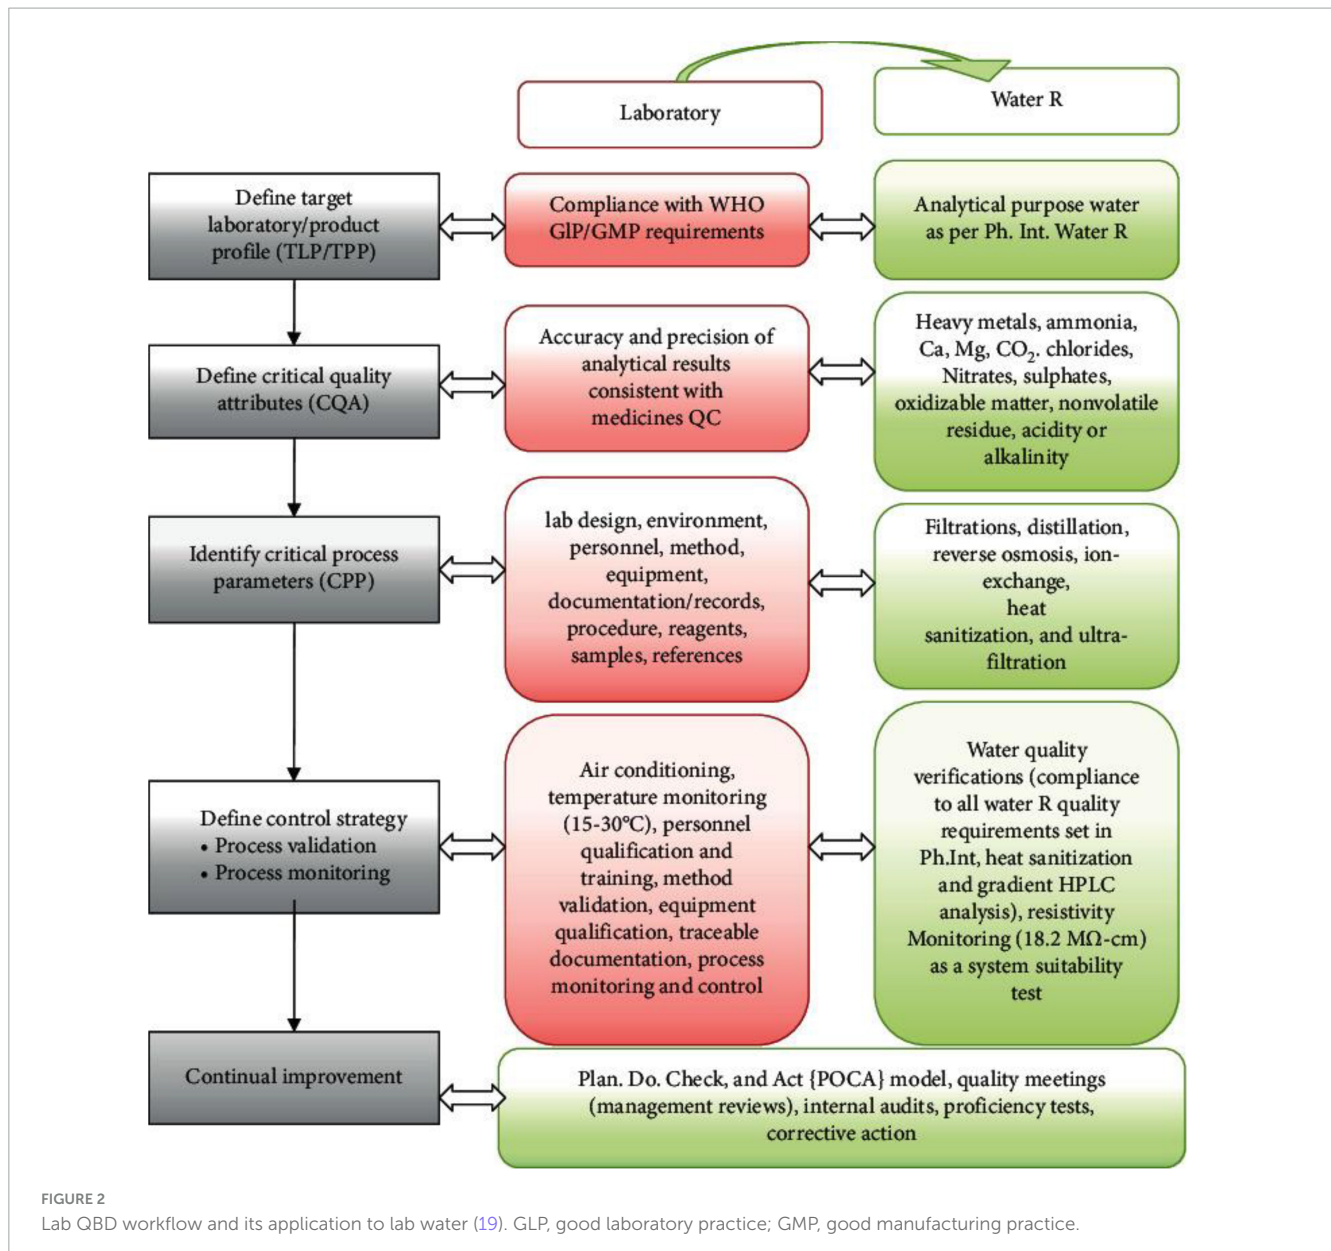 Laboratory
Water R
Define target
laboratory/product
profile (TLP/TPP)
Compliance with WHO
GlP/GMP requirements
Analytical purpose water
as per Ph. Int. Water R
Define critical quality
attributes (CQA)
Accuracy and precision of
analytical results
consistent with
medicines QC
Heavy metals, ammonia,
Ca, Mg, CO₂. chlorides,
Nitrates, sulphates,
oxidizable matter, nonvolatile
residue, acidity or
alkalinity
Identify critical process
parameters (CPP)
lab design, environment,
personnel, method,
equipment,
documentation/records,
procedure, reagents,
samples, references
Filtrations, distillation,
reverse osmosis, ion-
exchange,
heat
sanitization, and ultra-
filtration
Define control strategy
• Process validation
• Process monitoring
Air conditioning,
temperature monitoring
(15-30°C), personnel
qualification and
training, method
validation, equipment
qualification, traceable
documentation, process
monitoring and control
Water quality
verifications (compliance
to all water R quality
requirements set in
Ph.Int, heat sanitization
and gradient HPLC
analysis), resistivity
Monitoring (18.2 MΩ-cm)
as a system suitability
test
Continual improvement
Plan. Do. Check, and Act {POCA} model, quality meetings
(management reviews), internal audits, proficiency tests,
corrective action
FIGURE 2
Lab QBD workflow and its application to lab water (19). GLP, good laboratory practice; GMP, good manufacturing practice.